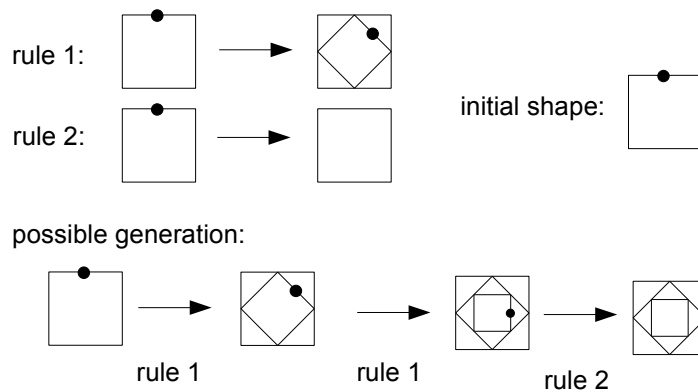 rule 1:
initial shape:
rule 2:
possible generation:
rule 1
rule 1
rule 2